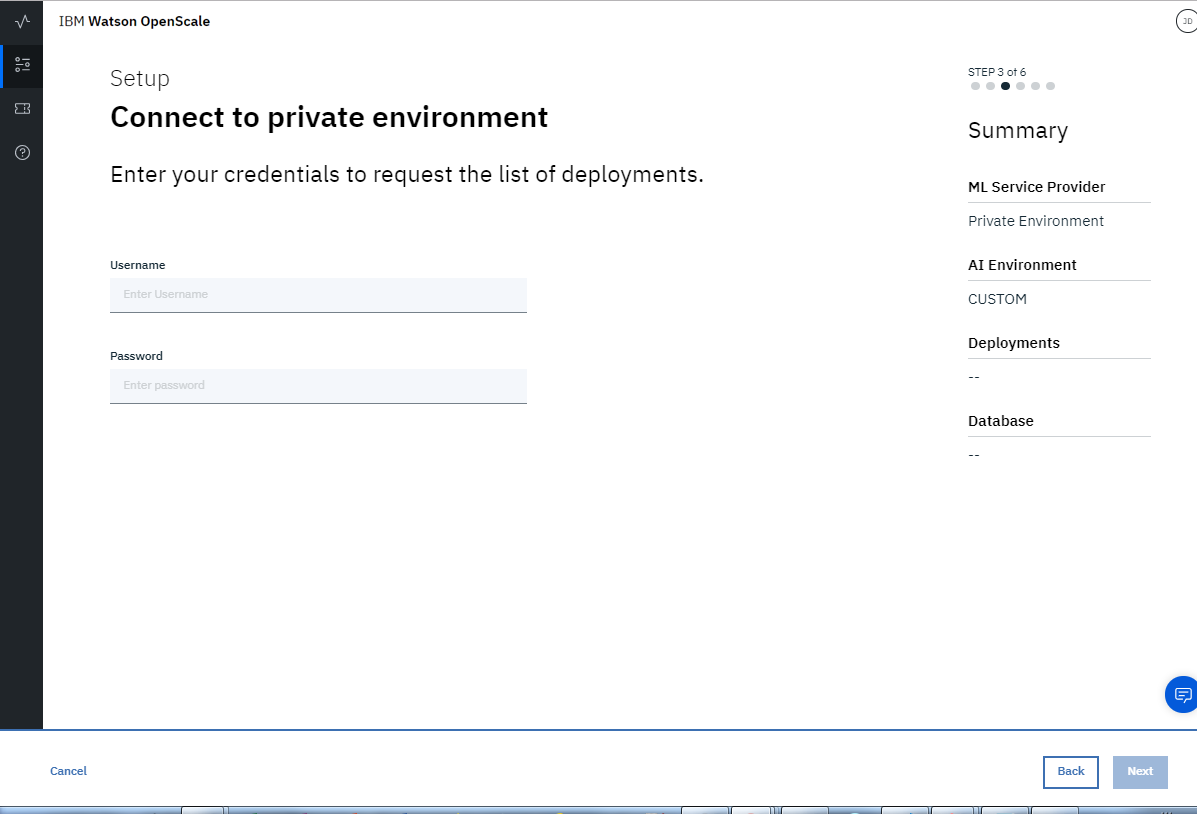 IBM Watson OpenScale
JD
Setup
Connect to private environment
Enter your credentials to request the list of deployments.
Username
Enter Username
Password
Enter password
STEP 3 of 6
Summary
ML Service Provider
Private Environment
AI Environment
CUSTOM
Deployments
--
Database
--
Cancel
Back
Next